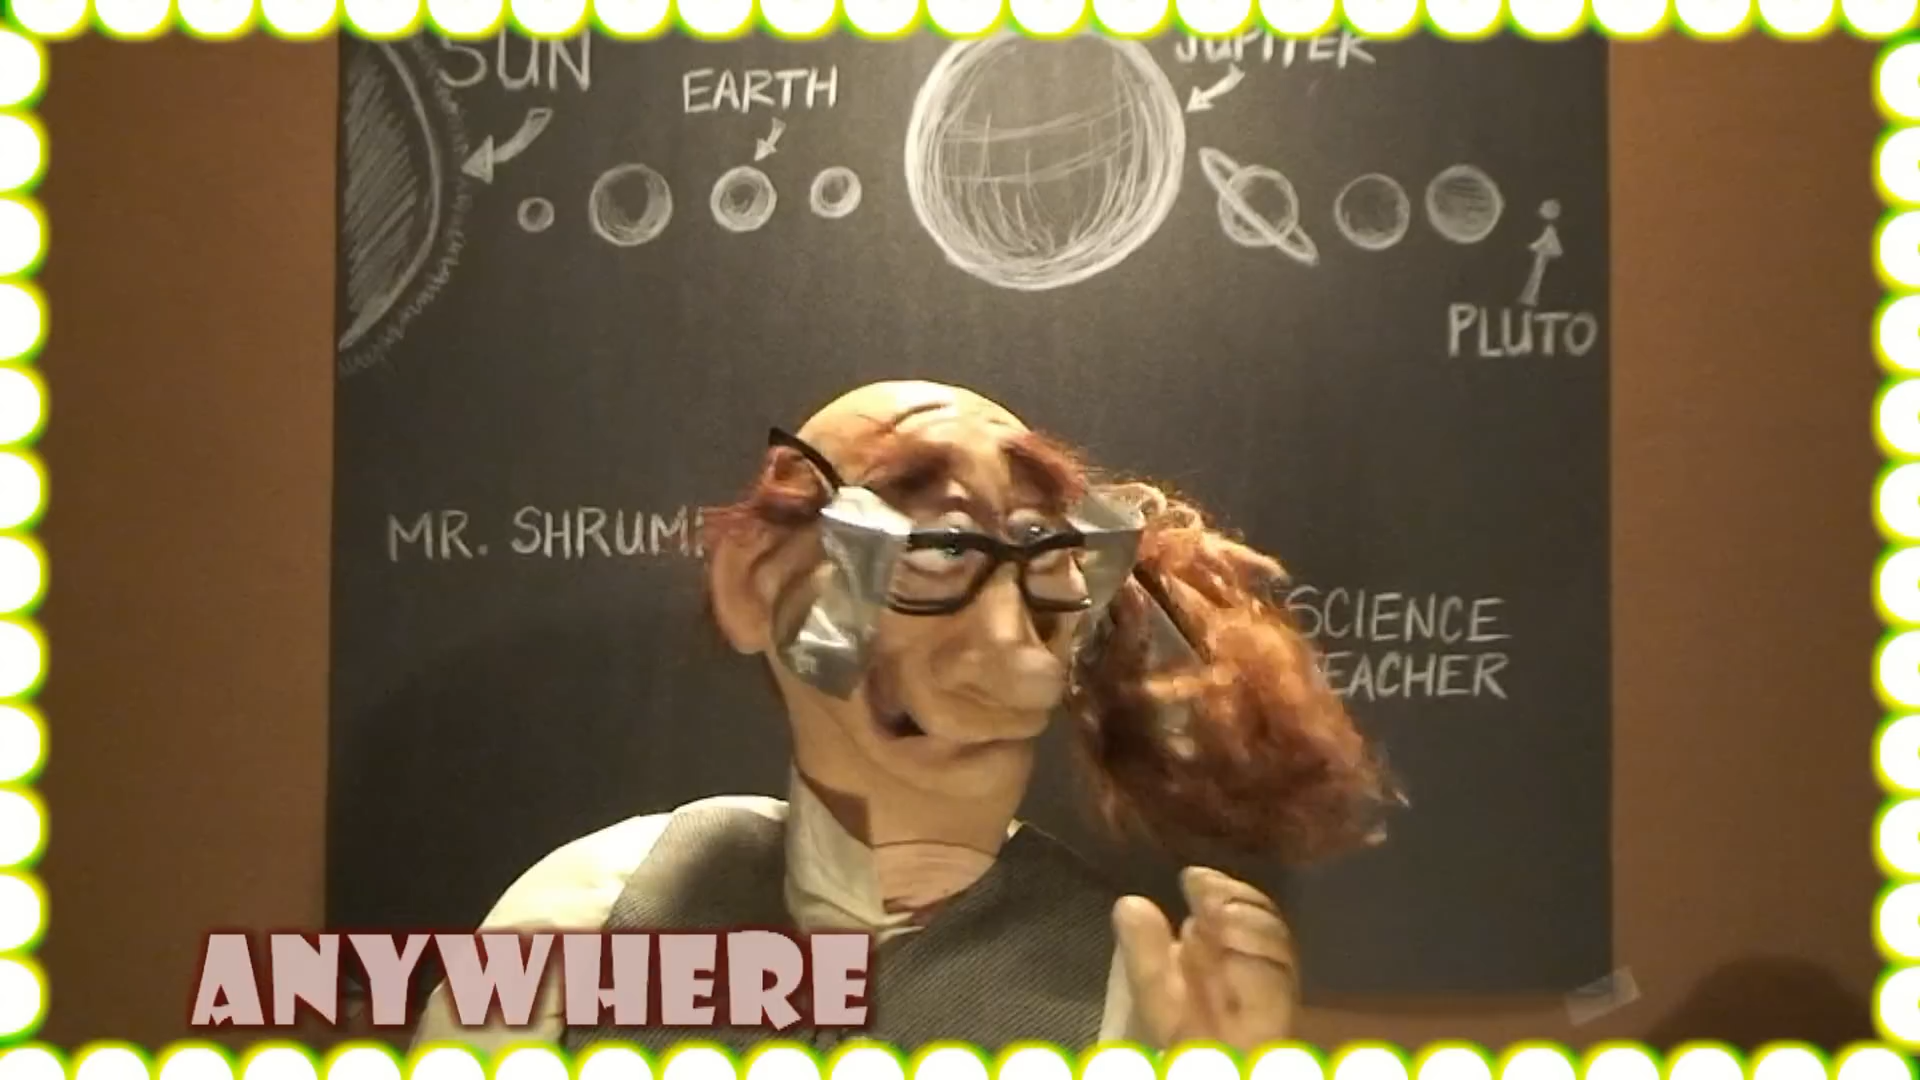 SUN
EARTH
JUPITER
PLUTO
MR. SHRUM
SCIENCE
EACHER
ANYWHERE